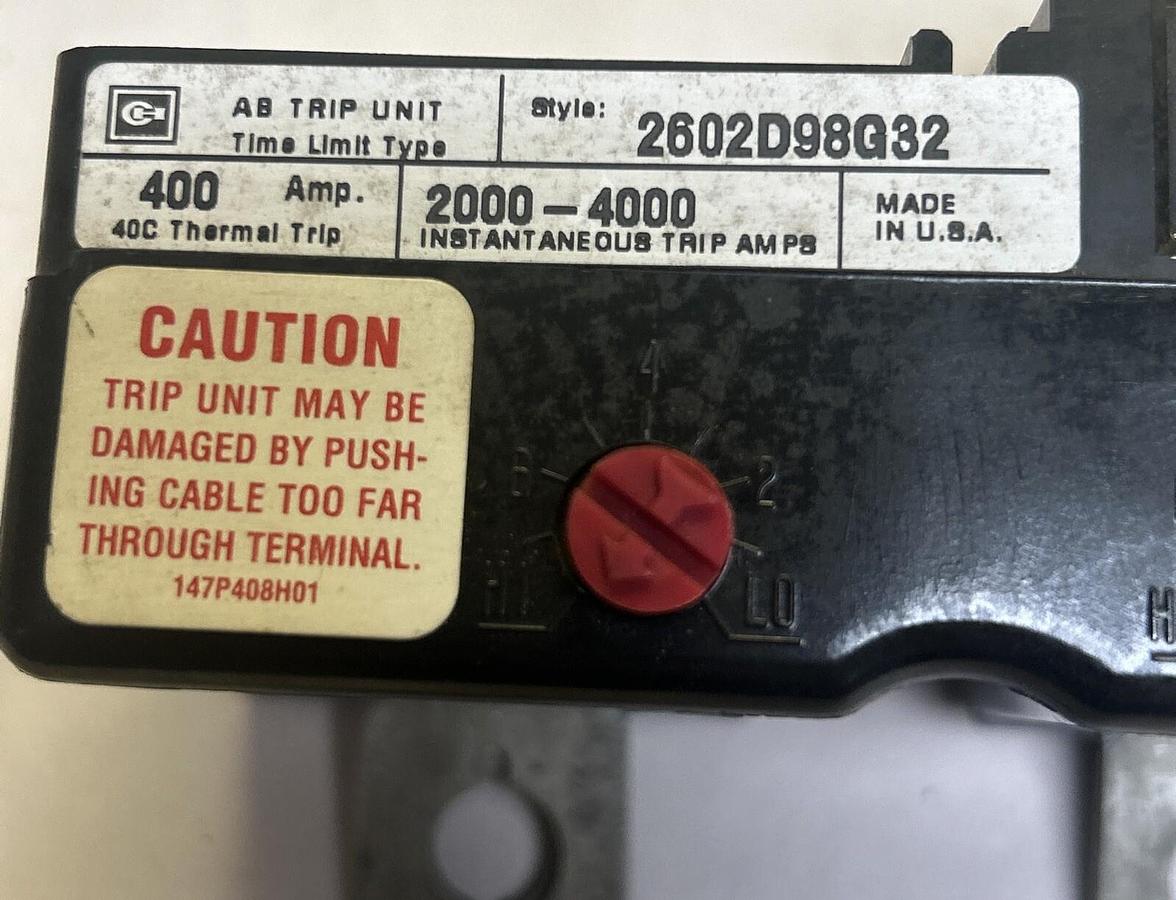 AB TRIP UNIT
Time Limit Type
Style:
2602D98G32
400 Amp.
40C Thermal Trip
2000 – 4000
INSTANTANEOUS TRIP AMPS
MADE
IN U.S.A.
CAUTION
TRIP UNIT MAY BE
DAMAGED BY PUSH-
ING CABLE TOO FAR
THROUGH TERMINAL.
147P408H01
4
6
2
HI
LO
H